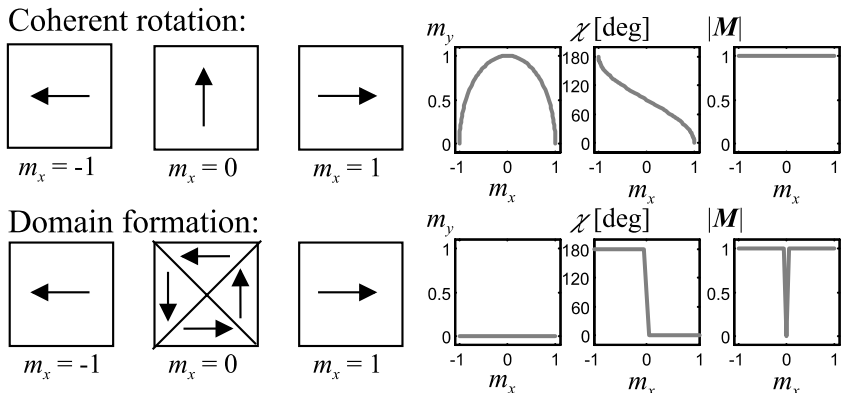 Coherent rotation:
m_x = -1
m_x = 0
m_x = 1
m_y
1
0.5
0
-1
0
1
m_x
χ [deg]
180
120
60
0
-1
0
1
m_x
|M|
1
0.5
0
-1
0
1
m_x
Domain formation:
m_x = -1
m_x = 0
m_x = 1
m_y
1
0.5
0
-1
0
1
m_x
χ [deg]
180
120
60
0
-1
0
1
m_x
|M|
1
0.5
0
-1
0
1
m_x